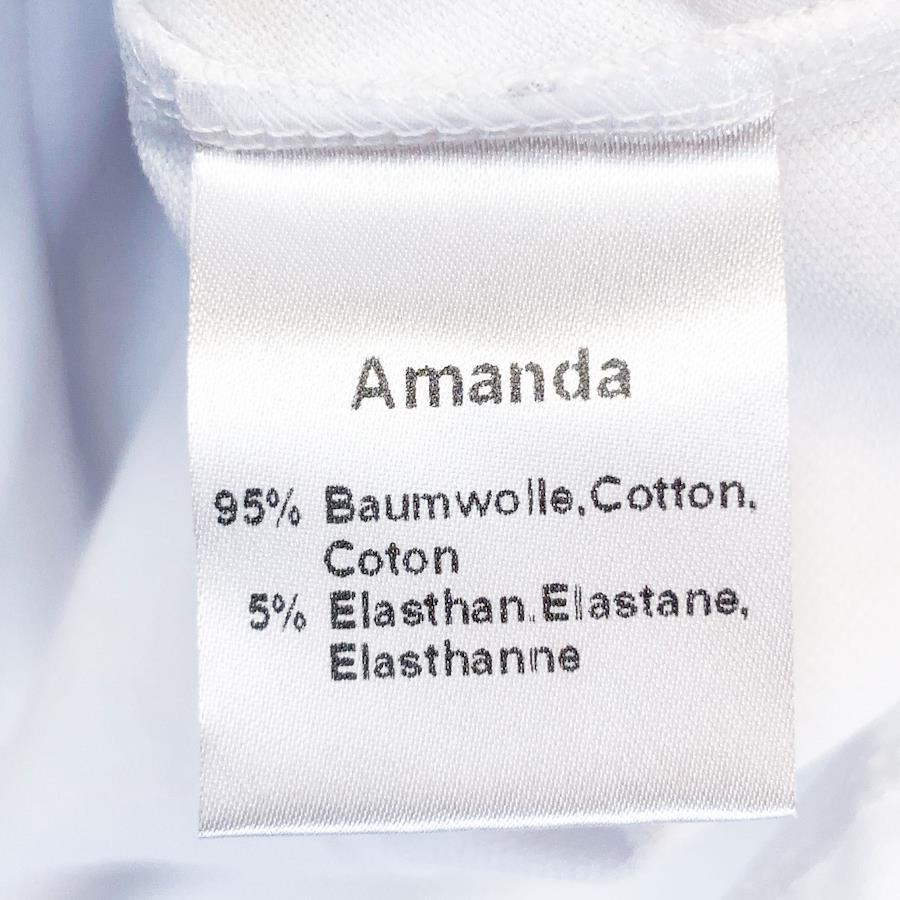 Amanda
95% Baumwolle,Cotton,
Coton
5% Elasthan,Elastane,
Elasthanne